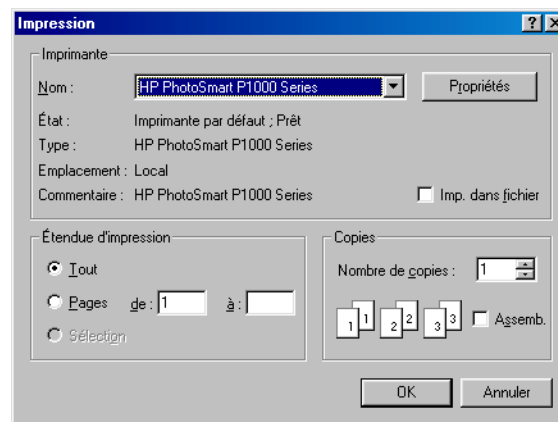 Impression
Imprimante
Nom : HP PhotoSmart P1000 Series Propriétés
État : Imprimante par défaut ; Prêt
Type : HP PhotoSmart P1000 Series
Emplacement : Local
Commentaire : HP PhotoSmart P1000 Series Imp. dans fichier
Étendue d'impression
Tout
Pages de : 1 à :
Sélection
Copies
Nombre de copies : 1
1 1 2 2 3 3 Assemb.
OK Annuler